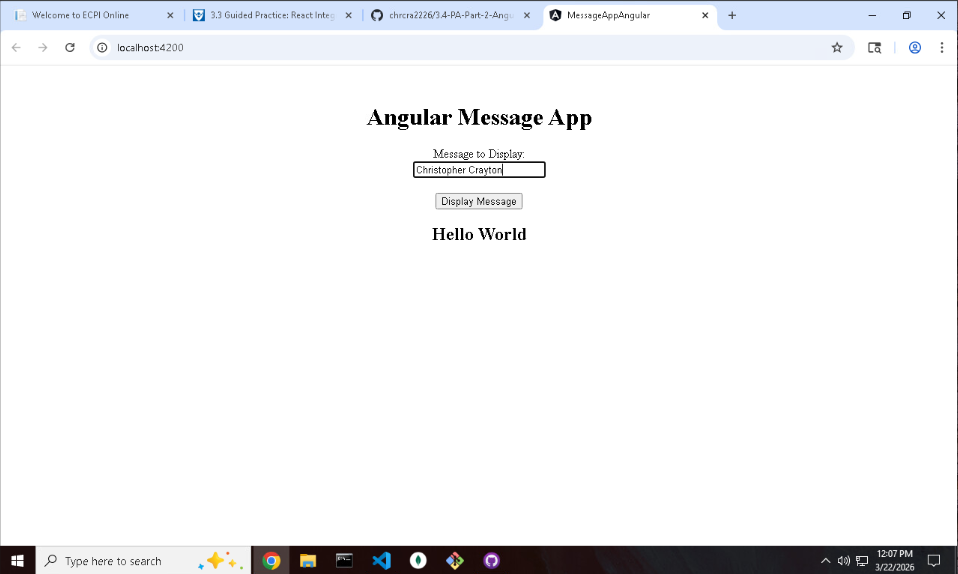 Welcome to ECPI Online
3.3 Guided Practice: React Integ
chrcra2226/3.4-PA-Part-2-Angu
MessageAppAngular
localhost:4200
Angular Message App
Message to Display:
Christopher Crayton
Display Message
Hello World
Type here to search
12:07 PM
3/22/2026